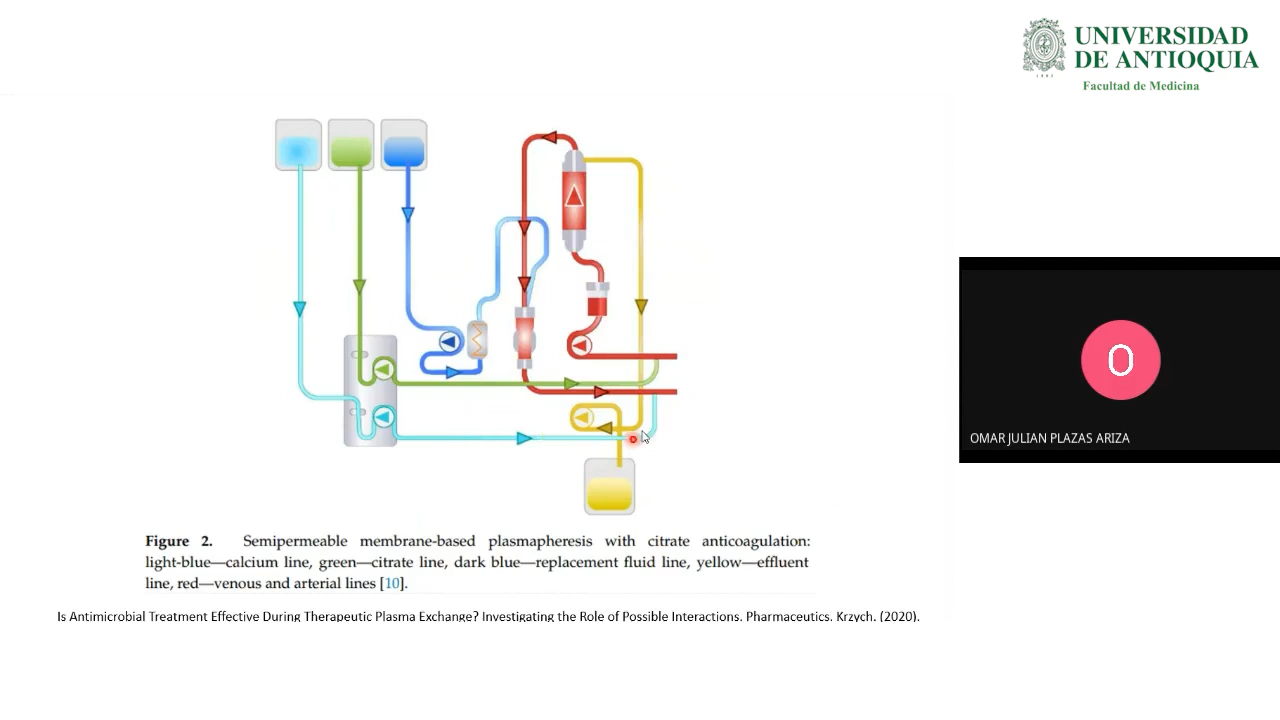 UNIVERSIDAD
DE ANTIOQUIA
1803
Facultad de Medicina
Figure 2. Semipermeable membrane-based plasmapheresis with citrate anticoagulation:
light-blue—calcium line, green—citrate line, dark blue—replacement fluid line, yellow—effluent
line, red—venous and arterial lines [10].
Is Antimicrobial Treatment Effective During Therapeutic Plasma Exchange? Investigating the Role of Possible Interactions. Pharmaceutics. Krzych. (2020).
O
OMAR JULIAN PLAZAS ARIZA